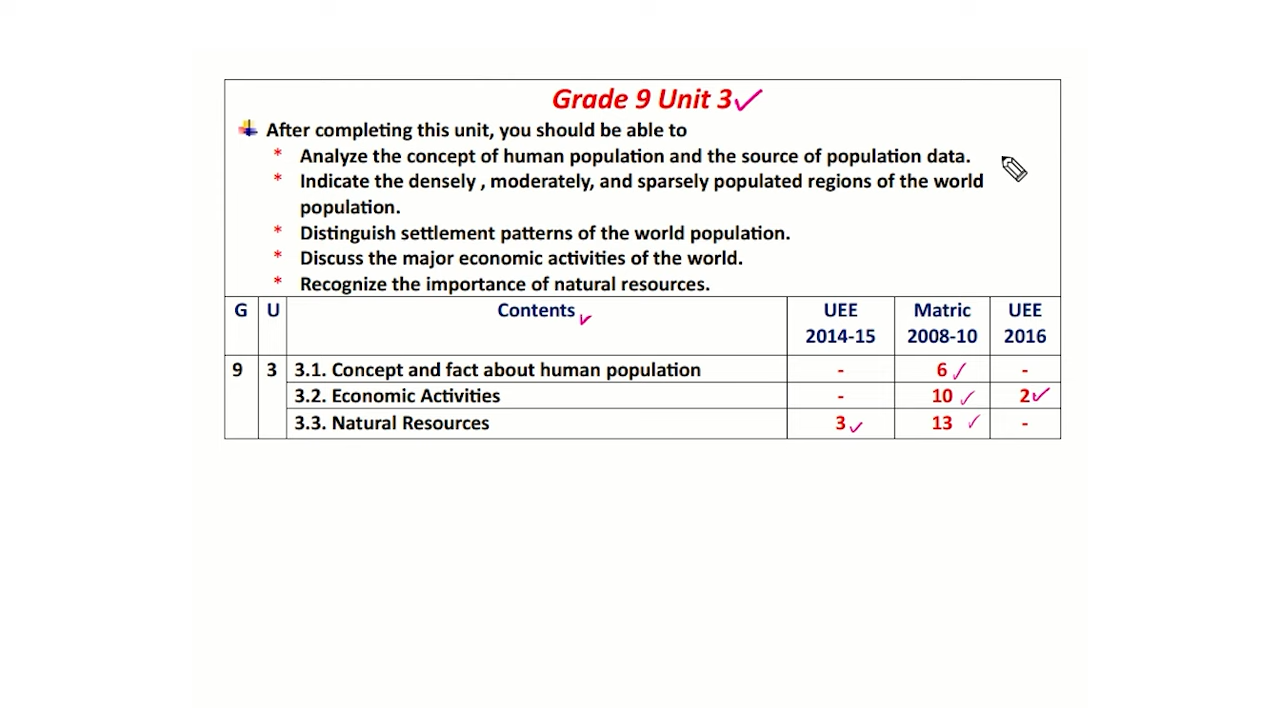 Grade 9 Unit 3
After completing this unit, you should be able to
* Analyze the concept of human population and the source of population data.
* Indicate the densely , moderately, and sparsely populated regions of the world
population.
* Distinguish settlement patterns of the world population.
* Discuss the major economic activities of the world.
* Recognize the importance of natural resources.
G U Contents UEE 2014-15 Matric 2008-10 UEE 2016
9 3 3.1. Concept and fact about human population - 6 -
3.2. Economic Activities - 10 2
3.3. Natural Resources 3 13 -